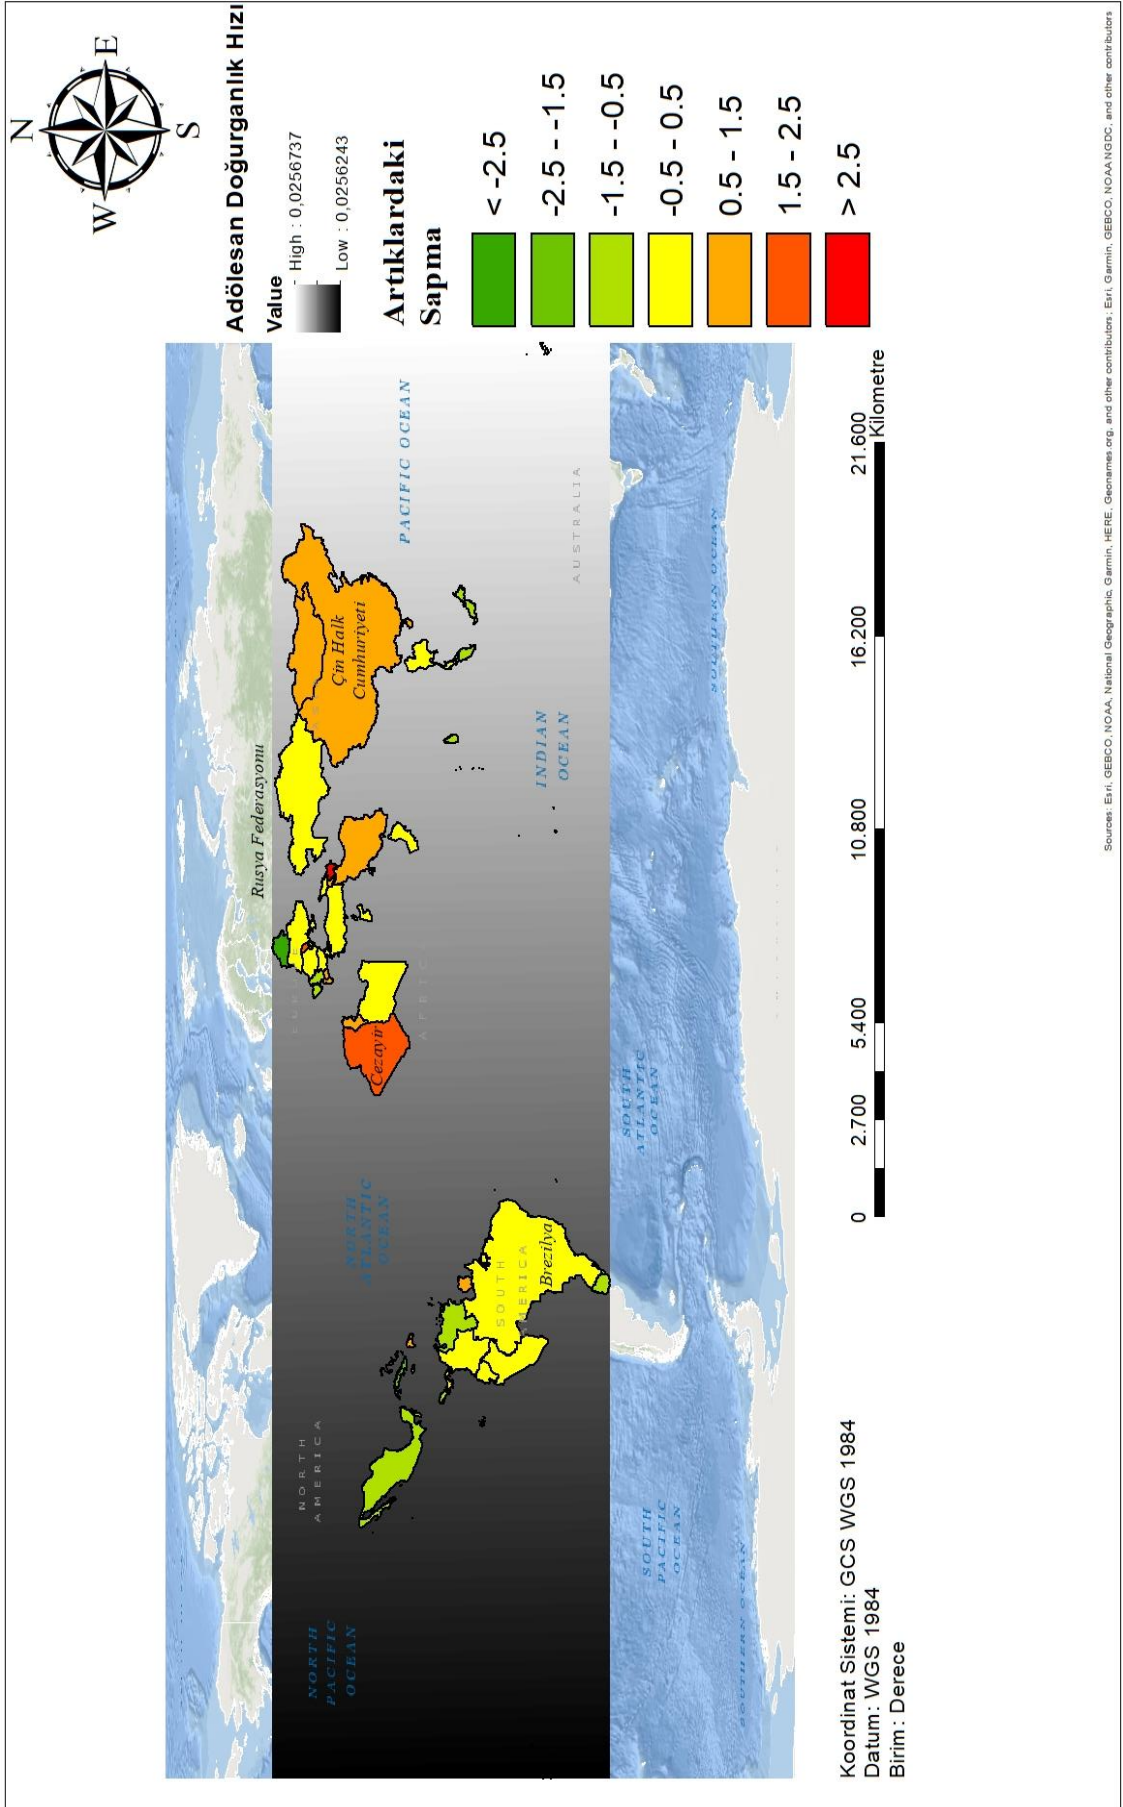 N
W
E
S
Adölesan Doğurganlık Hızı
Value
High : 0,0256737
Low : 0,0256243
Artıklardaki
Sapma
< -2.5
-2.5 - -1.5
-1.5 - -0.5
-0.5 - 0.5
0.5 - 1.5
1.5 - 2.5
> 2.5
Rusya Federasyonu
Çin Halk
Cumhuriyeti
Cezayir
Brezilya
NORTH
PACIFIC
OCEAN
NORTH
AMERICA
NORTH
ATLANTIC
OCEAN
SOUTH
AMERICA
PACIFIC OCEAN
AUSTRALIA
INDIAN
OCEAN
SOUTH
ATLANTIC
OCEAN
SOUTH
PACIFIC
OCEAN
SOUTHERN OCEAN
SOUTHERN OCEAN
0 2.700 5.400 10.800 16.200 21.600
Kilometre
Koordinat Sistemi: GCS WGS 1984
Datum: WGS 1984
Birim: Derece
Sources: Esri, GEBCO, NOAA, National Geographic, Garmin, HERE, Geonames.org, and other contributors; Esri, Garmin, GEBCO, NOAA NGDC, and other contributors